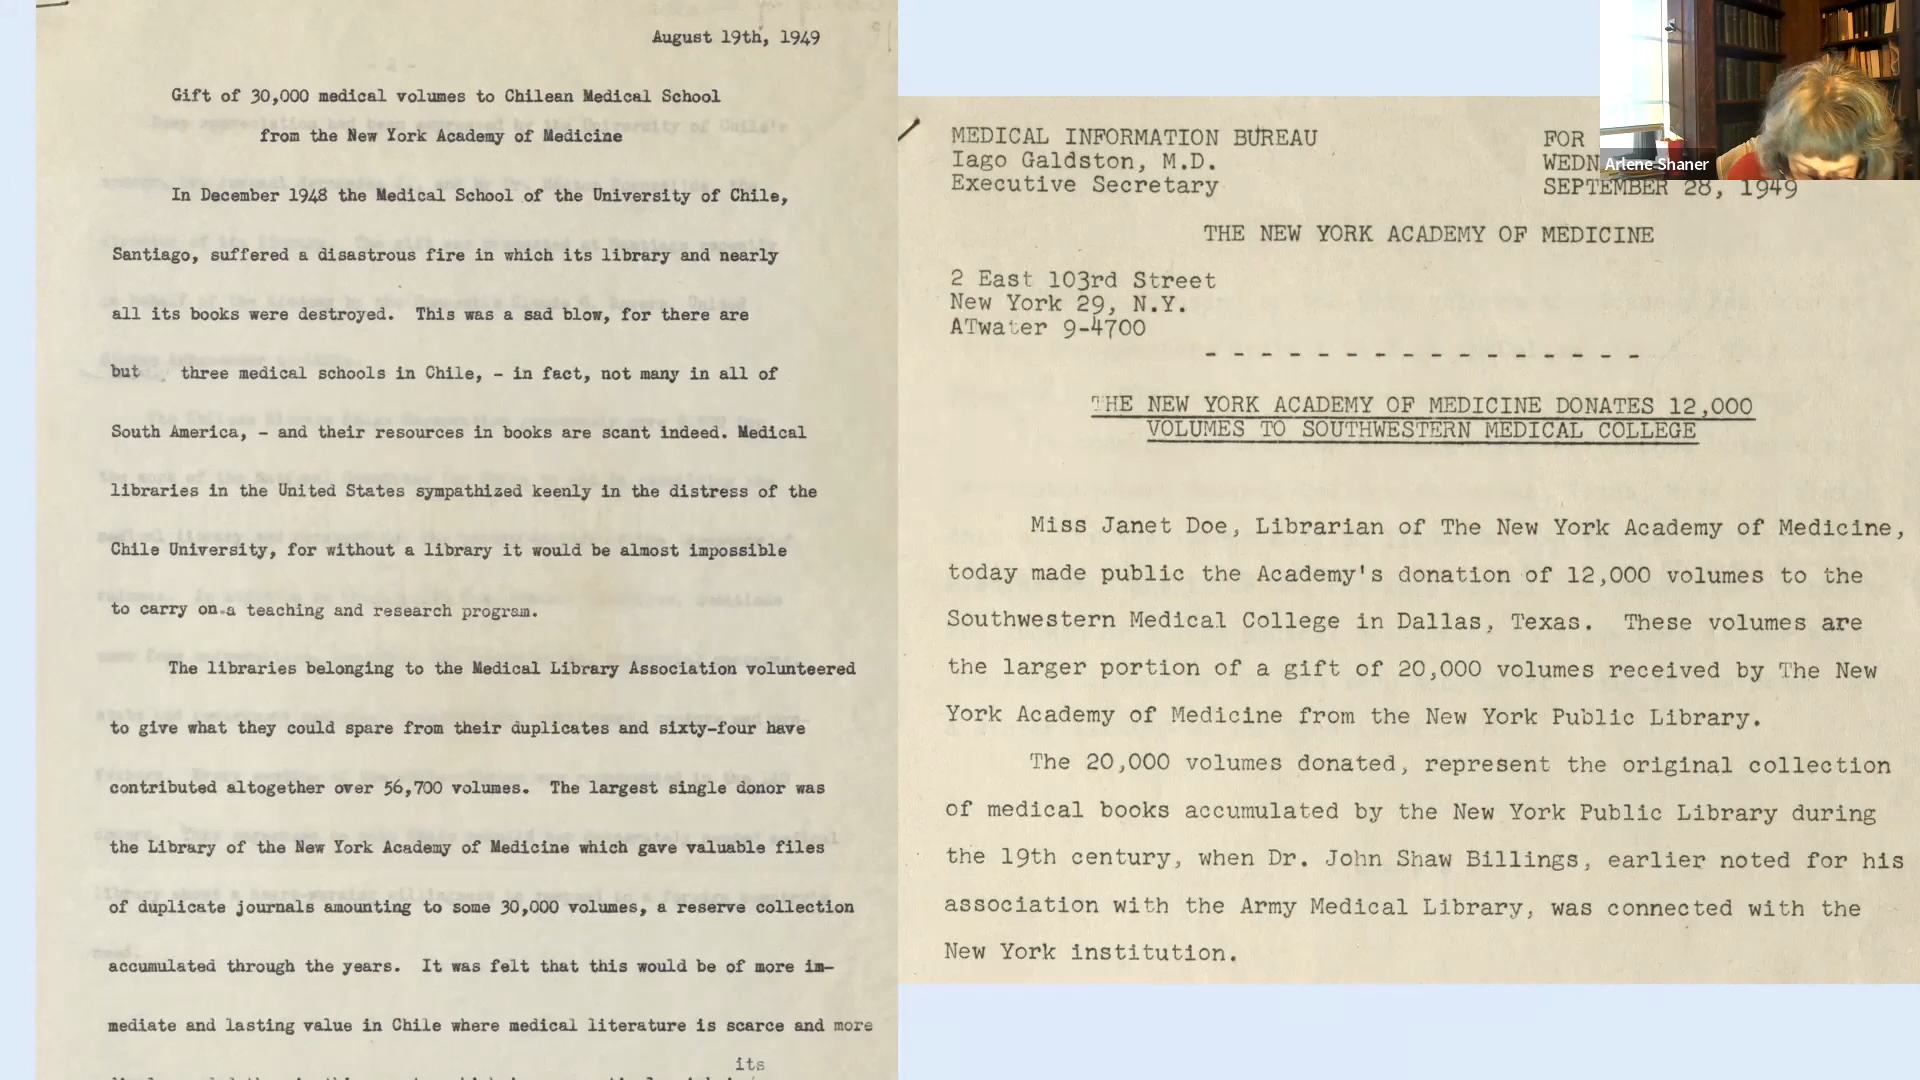 August 19th, 1949
Gift of 30,000 medical volumes to Chilean Medical School
from the New York Academy of Medicine
In December 1948 the Medical School of the University of Chile,
Santiago, suffered a disastrous fire in which its library and nearly
all its books were destroyed. This was a sad blow, for there are
but three medical schools in Chile, - in fact, not many in all of
South America, - and their resources in books are scant indeed. Medical
libraries in the United States sympathized keenly in the distress of the
Chile University, for without a library it would be almost impossible
to carry on a teaching and research program.
The libraries belonging to the Medical Library Association volunteered
to give what they could spare from their duplicates and sixty-four have
contributed altogether over 56,700 volumes. The largest single donor was
the Library of the New York Academy of Medicine which gave valuable files
of duplicate journals amounting to some 30,000 volumes, a reserve collection
accumulated through the years. It was felt that this would be of more im-
mediate and lasting value in Chile where medical literature is scarce and more
its
MEDICAL INFORMATION BUREAU
Iago Galdston, M.D.
Executive Secretary
FOR
WEDN
SEPTEMBER 28, 1949
THE NEW YORK ACADEMY OF MEDICINE
2 East 103rd Street
New York 29, N.Y.
ATwater 9-4700
- - - - - - - - - - - - - - - -
THE NEW YORK ACADEMY OF MEDICINE DONATES 12,000
VOLUMES TO SOUTHWESTERN MEDICAL COLLEGE
Miss Janet Doe, Librarian of The New York Academy of Medicine,
today made public the Academy's donation of 12,000 volumes to the
Southwestern Medical College in Dallas, Texas. These volumes are
the larger portion of a gift of 20,000 volumes received by The New
York Academy of Medicine from the New York Public Library.
The 20,000 volumes donated, represent the original collection
of medical books accumulated by the New York Public Library during
the 19th century, when Dr. John Shaw Billings, earlier noted for his
association with the Army Medical Library, was connected with the
New York institution.
Arlene Shaner